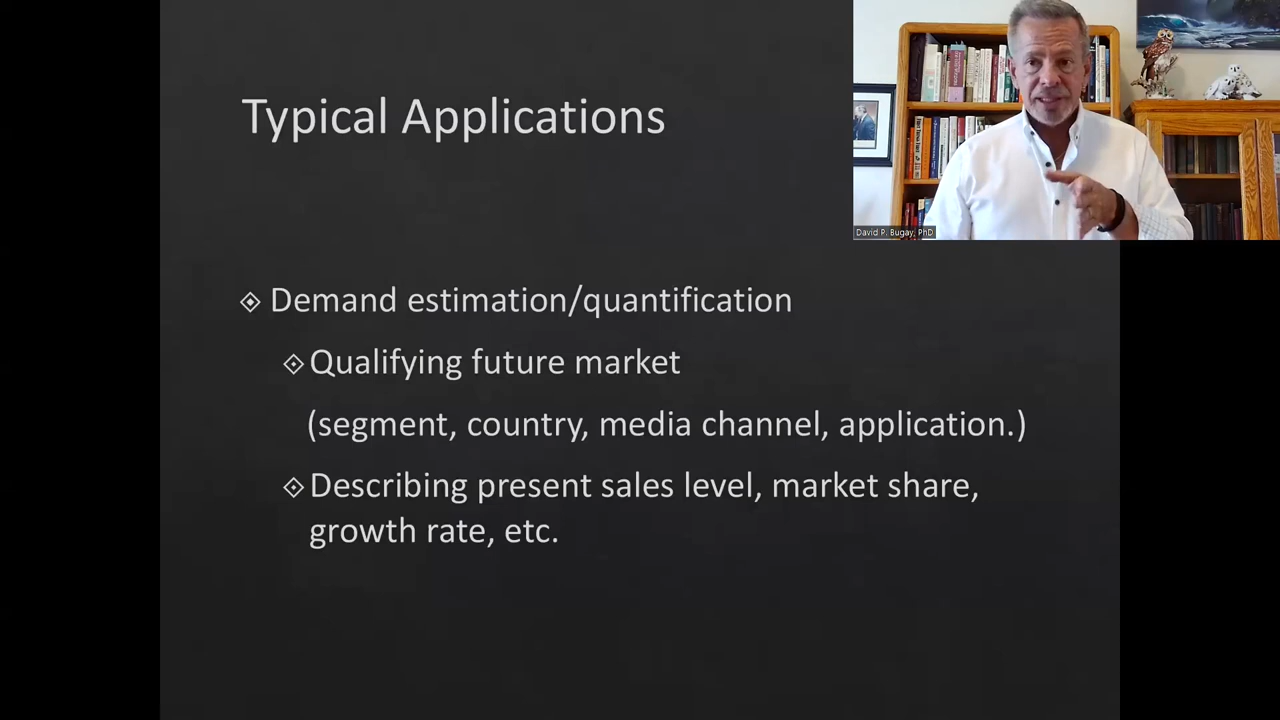 Typical Applications
David P. Bugay, PhD
Demand estimation/quantification
Qualifying future market
(segment, country, media channel, application.)
Describing present sales level, market share,
growth rate, etc.